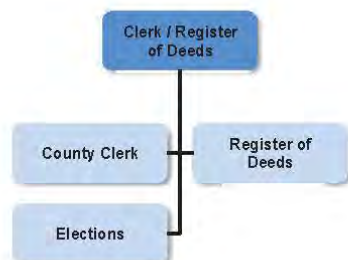 Clerk / Register
of Deeds
County Clerk
Register of
Deeds
Elections